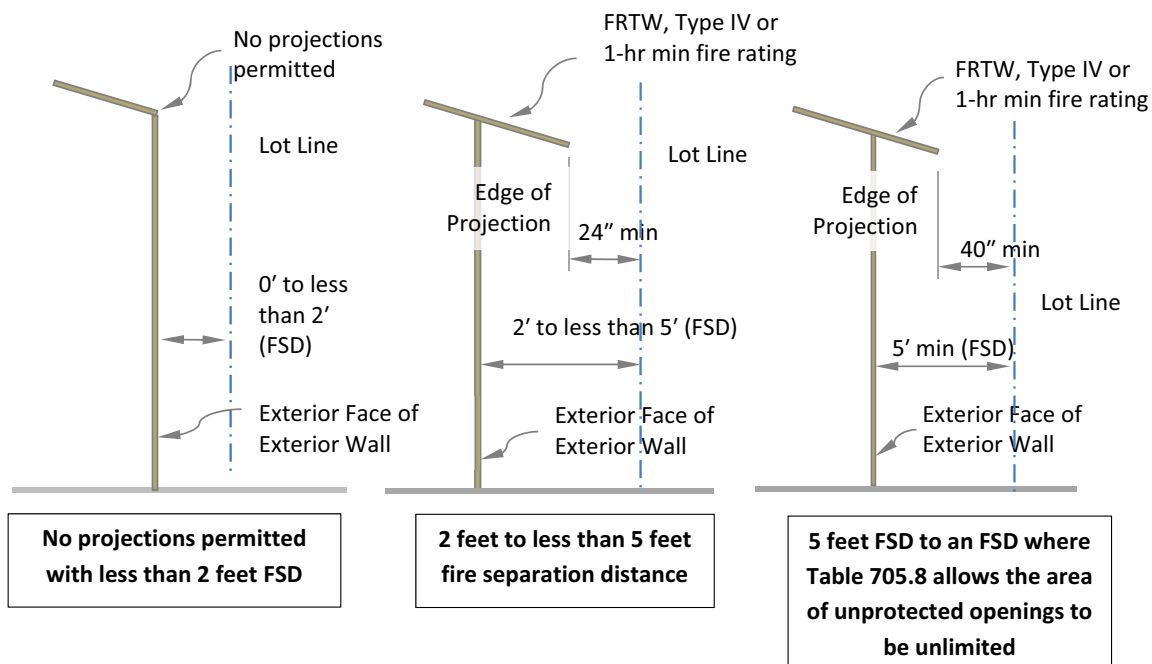 No projections
permitted
Lot Line
0′ to less
than 2′
(FSD)
Exterior Face of
Exterior Wall
No projections permitted
with less than 2 feet FSD
FRTW, Type IV or
1-hr min fire rating
Lot Line
Edge of
Projection
24″ min
2′ to less than 5′ (FSD)
Exterior Face of
Exterior Wall
2 feet to less than 5 feet
fire separation distance
FRTW, Type IV or
1-hr min fire rating
Edge of
Projection
40″ min
Lot Line
5′ min (FSD)
Exterior Face of
Exterior Wall
5 feet FSD to an FSD where
Table 705.8 allows the area
of unprotected openings to
be unlimited